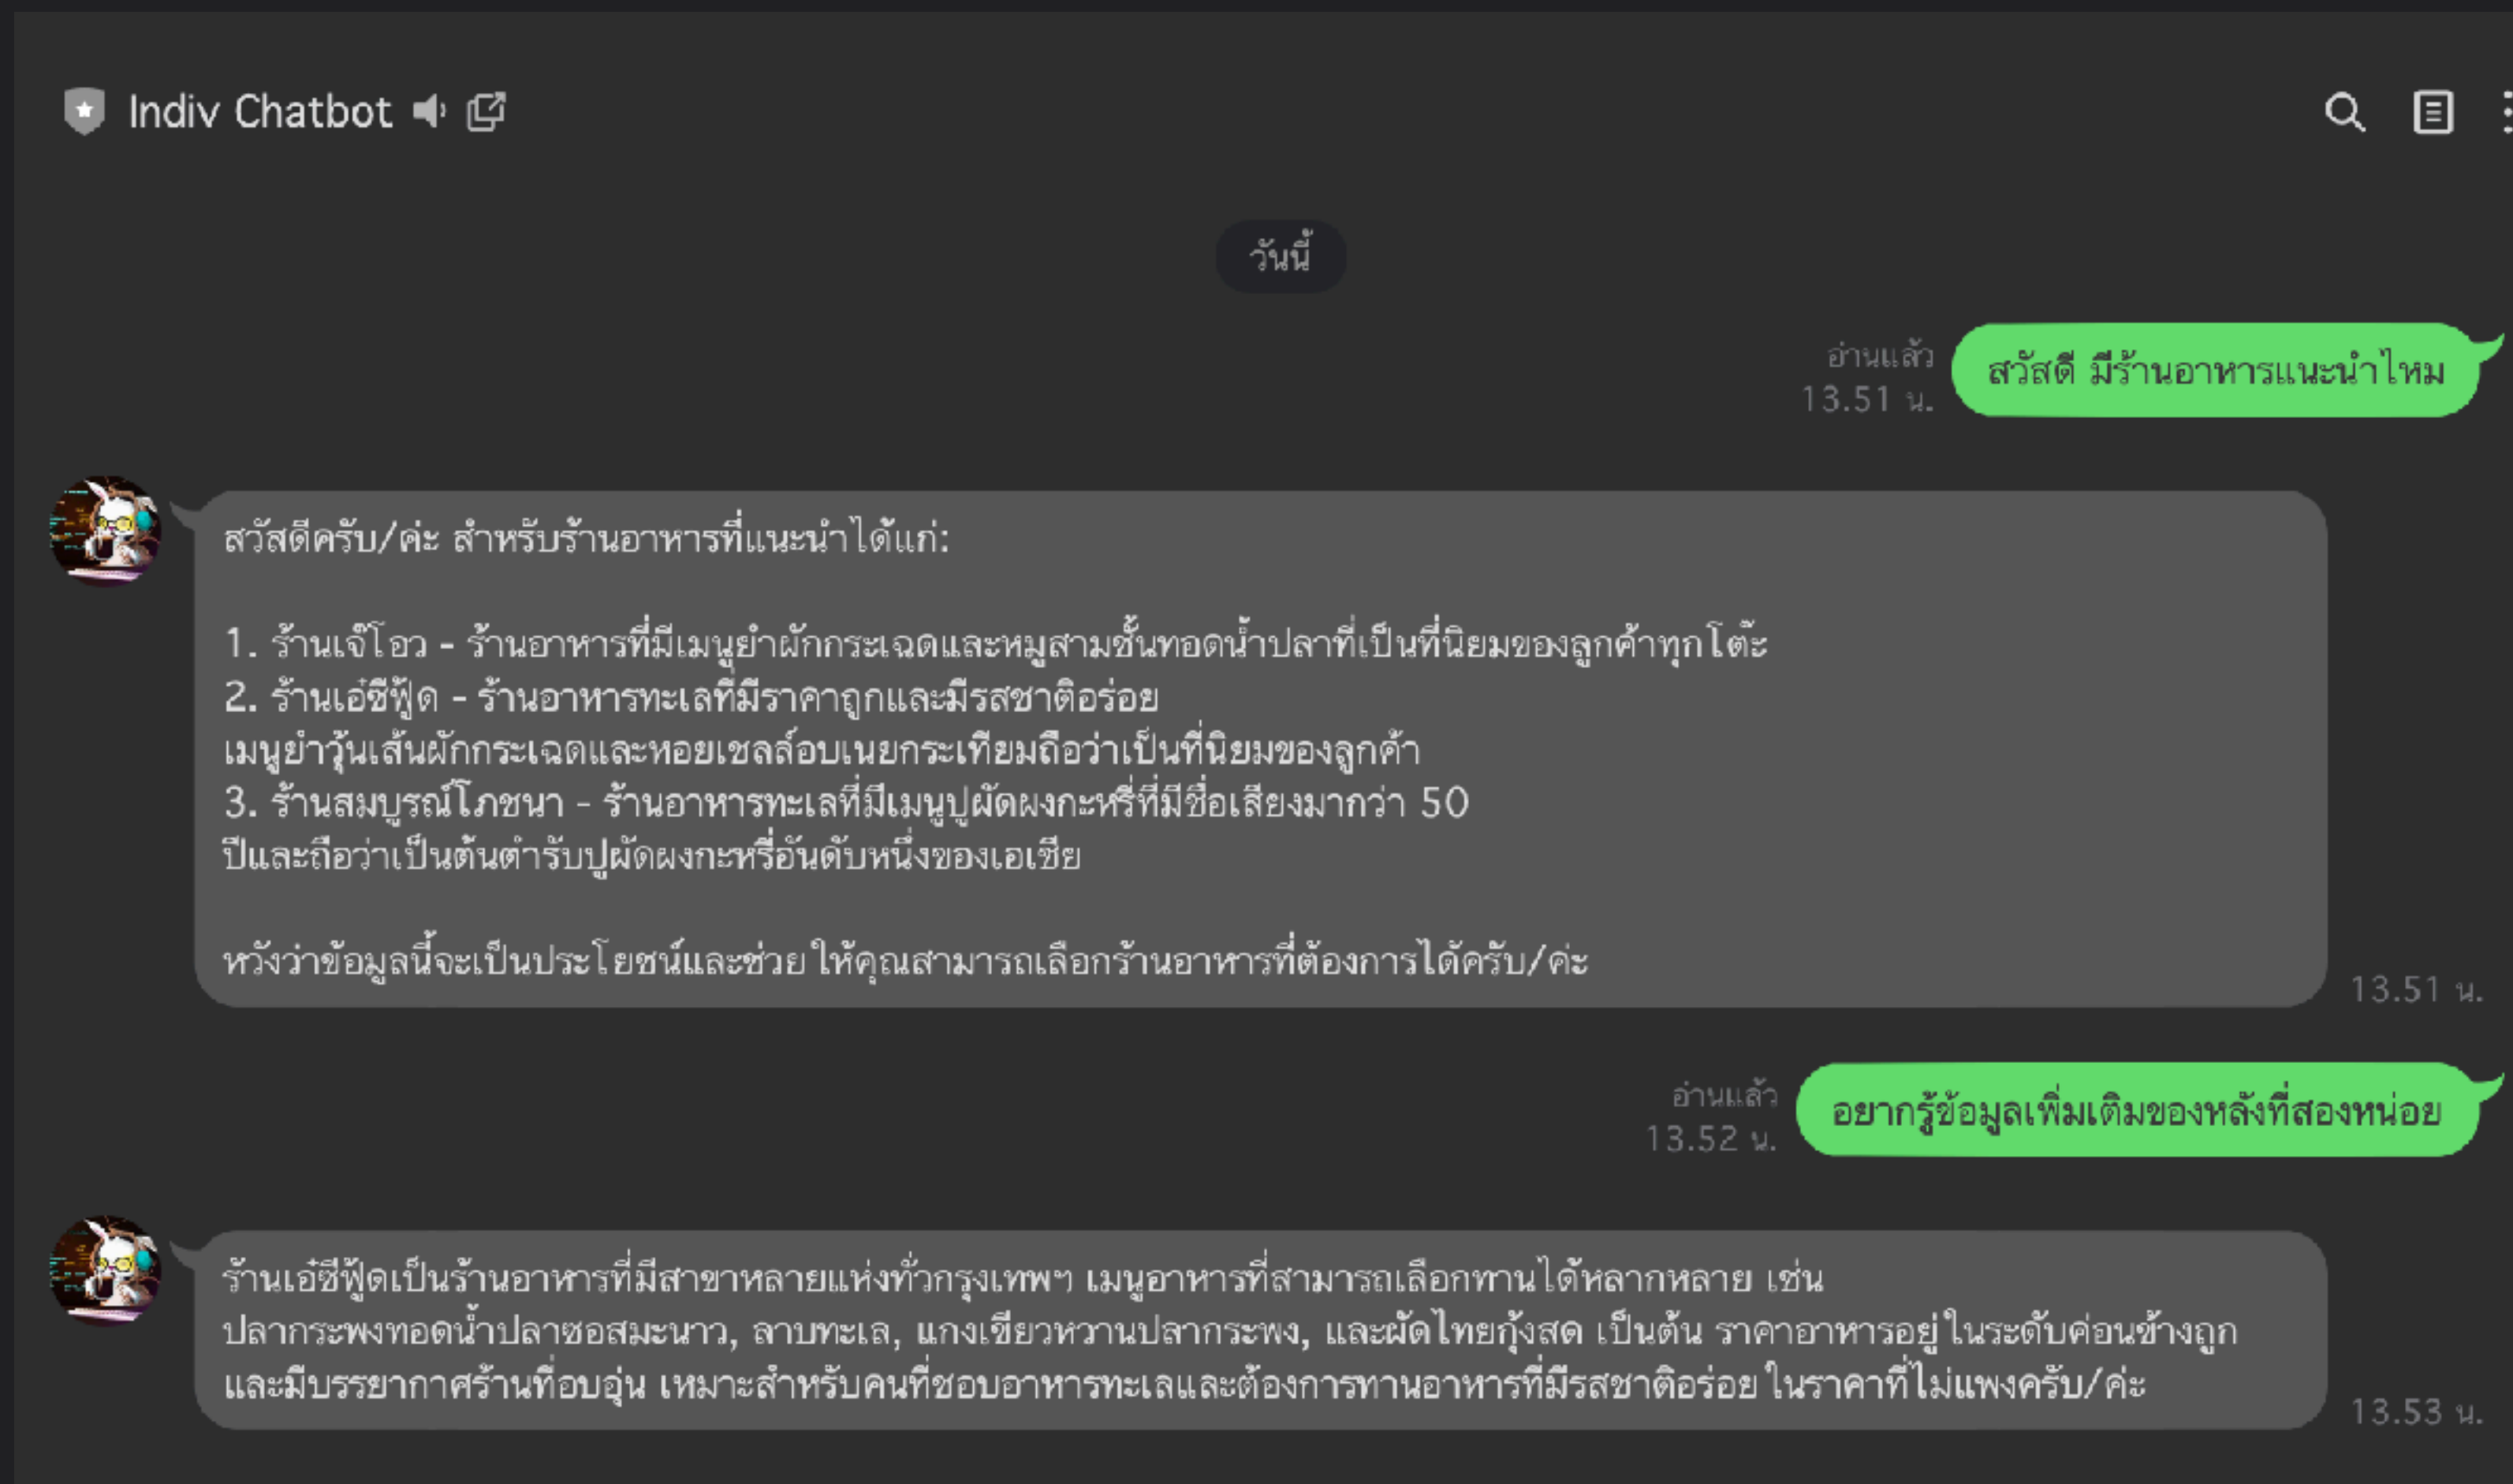 Indiv Chatbot
วันนี้
สวัสดี มีร้านอาหารแนะนำไหม
อ่านแล้ว
13.51 น.
สวัสดีครับ/ค่ะ สำหรับร้านอาหารที่แนะนำได้แก่:
1. ร้านเจ๊โอว - ร้านอาหารที่มีเมนูยำผักกระเฉดและหมูสามชั้นทอดน้ำปลาที่เป็นที่นิยมของลูกค้าทุกโต๊ะ
2. ร้านเอ๋ซีฟู้ด - ร้านอาหารทะเลที่มีราคาถูกและมีรสชาติอร่อย
เมนูยำวุ้นเส้นผักกระเฉดและหอยเชลล์อบเนยกระเทียมถือว่าเป็นที่นิยมของลูกค้า
3. ร้านสมบูรณ์โภชนา - ร้านอาหารทะเลที่มีเมนูปูผัดผงกะหรี่ที่มีชื่อเสียงมากว่า 50
ปีและถือว่าเป็นต้นตำรับปูผัดผงกะหรี่อันดับหนึ่งของเอเชีย
หวังว่าข้อมูลนี้จะเป็นประโยชน์และช่วยให้คุณสามารถเลือกร้านอาหารที่ต้องการได้ครับ/ค่ะ
13.51 น.
อยากรู้ข้อมูลเพิ่มเติมของหลังที่สองหน่อย
อ่านแล้ว
13.52 น.
ร้านเอ๋ซีฟู้ดเป็นร้านอาหารที่มีสาขาหลายแห่งทั่วกรุงเทพฯ เมนูอาหารที่สามารถเลือกทานได้หลากหลาย เช่น
ปลากระพงทอดน้ำปลาซอสมะนาว, ลาบทะเล, แกงเขียวหวานปลากระพง, และผัดไทยกุ้งสด เป็นต้น ราคาอาหารอยู่ในระดับค่อนข้างถูก
และมีบรรยากาศร้านที่อบอุ่น เหมาะสำหรับคนที่ชอบอาหารทะเลและต้องการทานอาหารที่มีรสชาติอร่อยในราคาที่ไม่แพงครับ/ค่ะ
13.53 น.